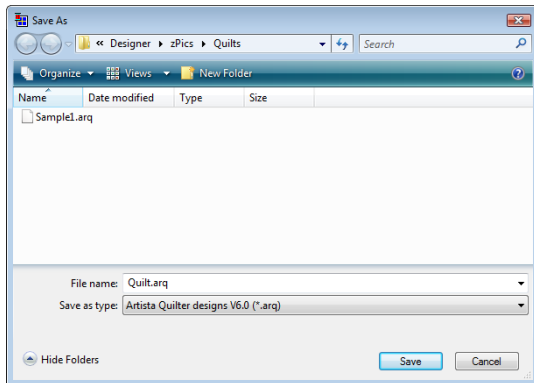 Save As
« Designer ▸ zPics ▸ Quilts Search
Organize Views New Folder
Name Date modified Type Size
Sample1.arq
File name: Quilt.arq
Save as type: Artista Quilter designs V6.0 (*.arq)
Hide Folders Save Cancel